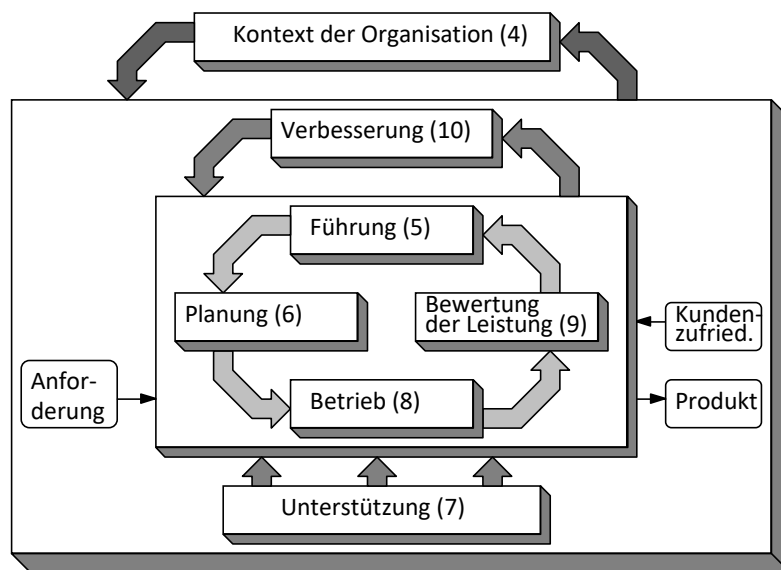 Kontext der Organisation (4)
Verbesserung (10)
Führung (5)
Planung (6)
Bewertung
der Leistung (9)
Kunden-
zufried.
Anfor-
derung
Betrieb (8)
Produkt
Unterstützung (7)